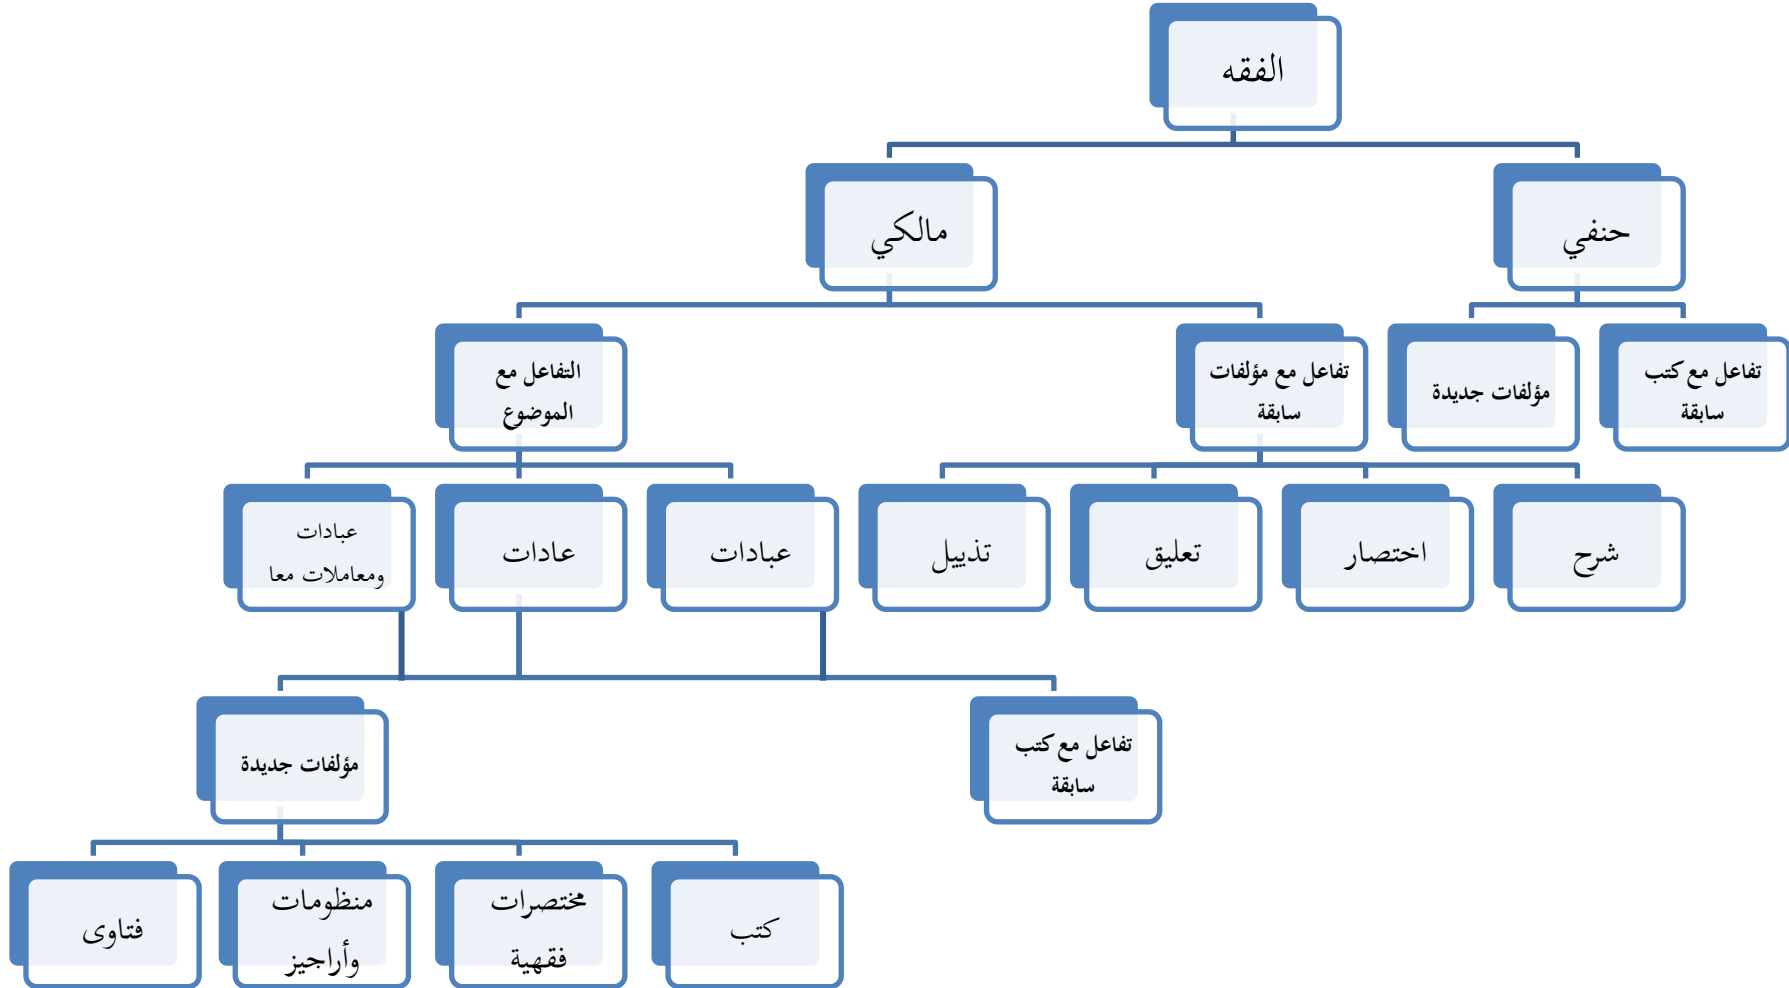 الفقه
حنفي
مالكي
تفاعل مع كتب
سابقة
مؤلفات جديدة
تفاعل مع مؤلفات
سابقة
التفاعل مع
الموضوع
شرح
اختصار
تعليق
تذييل
عبادات
عادات
عبادات
ومعاملات معا
تفاعل مع كتب
سابقة
مؤلفات جديدة
كتب
مختصرات
فقهية
منظومات
وأراجيز
فتاوى